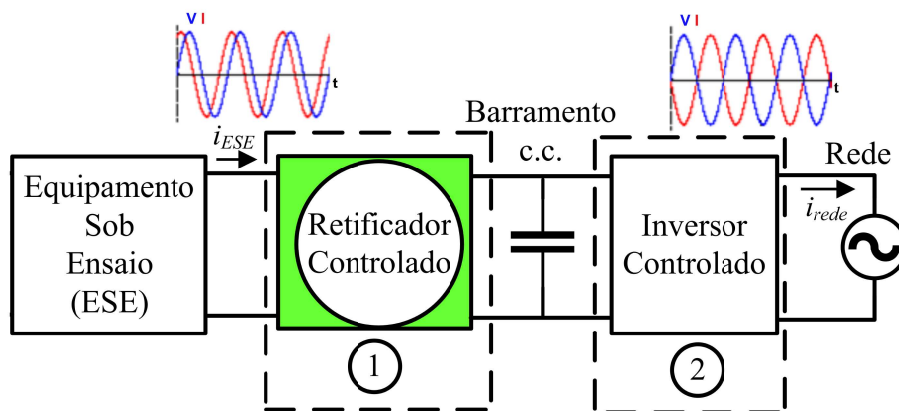 V I
t
V I
t
i_ESE
Barramento
c.c.
Rede
i_rede
Equipamento
Sob
Ensaio
(ESE)
Retificador
Controlado
Inversor
Controlado
1
2